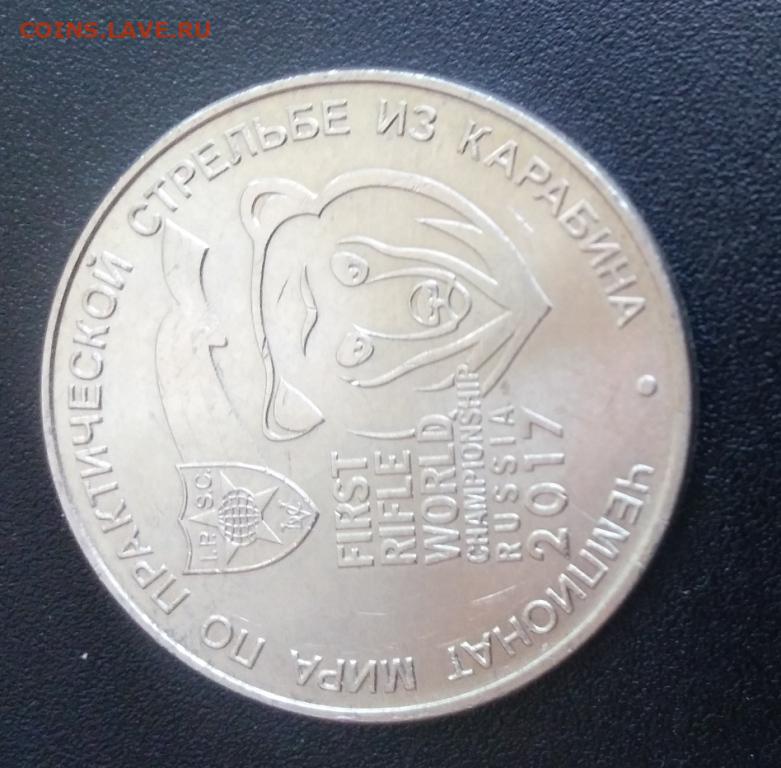 COINS.LAVE.RU
ЧЕМПИОНАТ МИРА ПО ПРАКТИЧЕСКОЙ СТРЕЛЬБЕ ИЗ КАРАБИНА •
I.P. S.C.
FIRST
RIFLE
WORLD
CHAMPIONSHIP
RUSSIA
2017